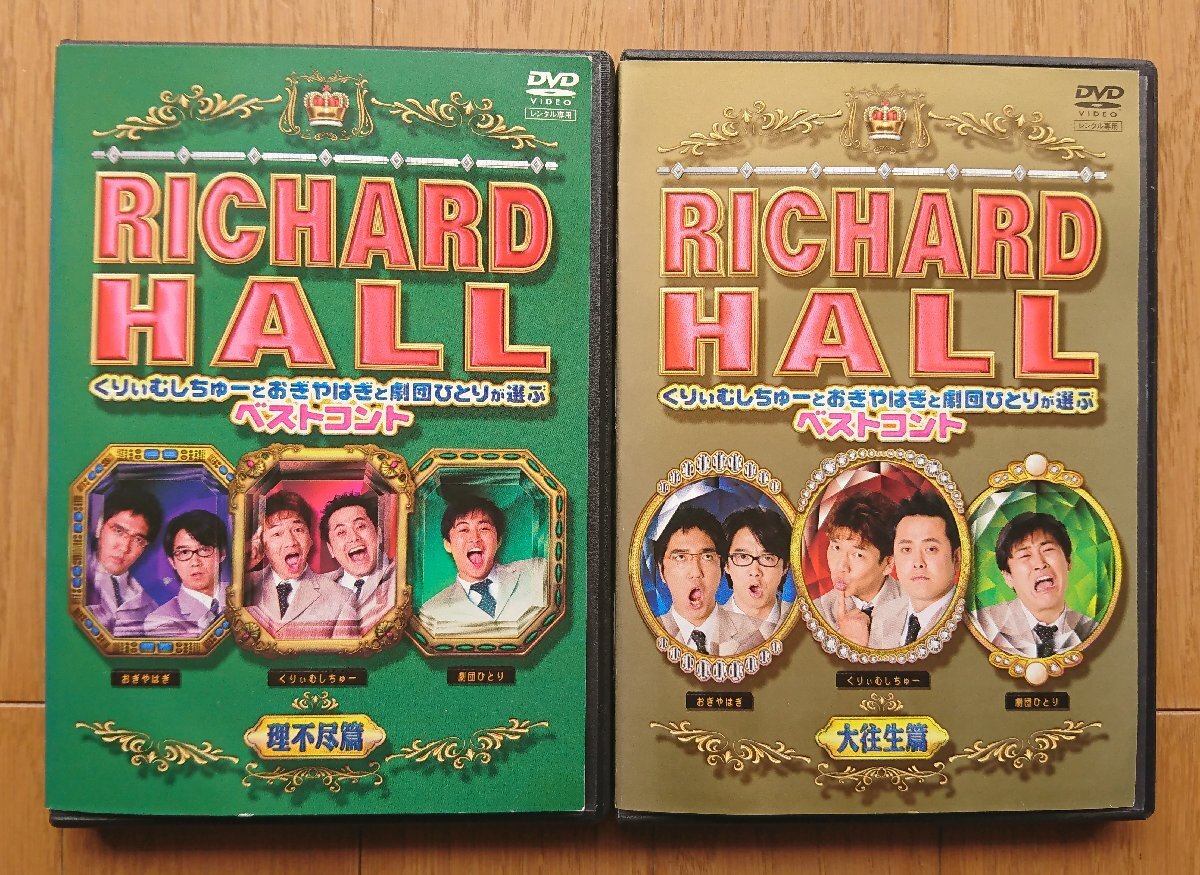 DVD
VIDEO
レンタル専用
RICHARD
HALL
くりぃむしちゅーとおぎやはぎと劇団ひとりが選ぶ
ベストコント
おぎやはぎ
くりぃむしちゅー
劇団ひとり
理不尽篇
DVD
VIDEO
レンタル専用
RICHARD
HALL
くりぃむしちゅーとおぎやはぎと劇団ひとりが選ぶ
ベストコント
おぎやはぎ
くりぃむしちゅー
劇団ひとり
大往生篇